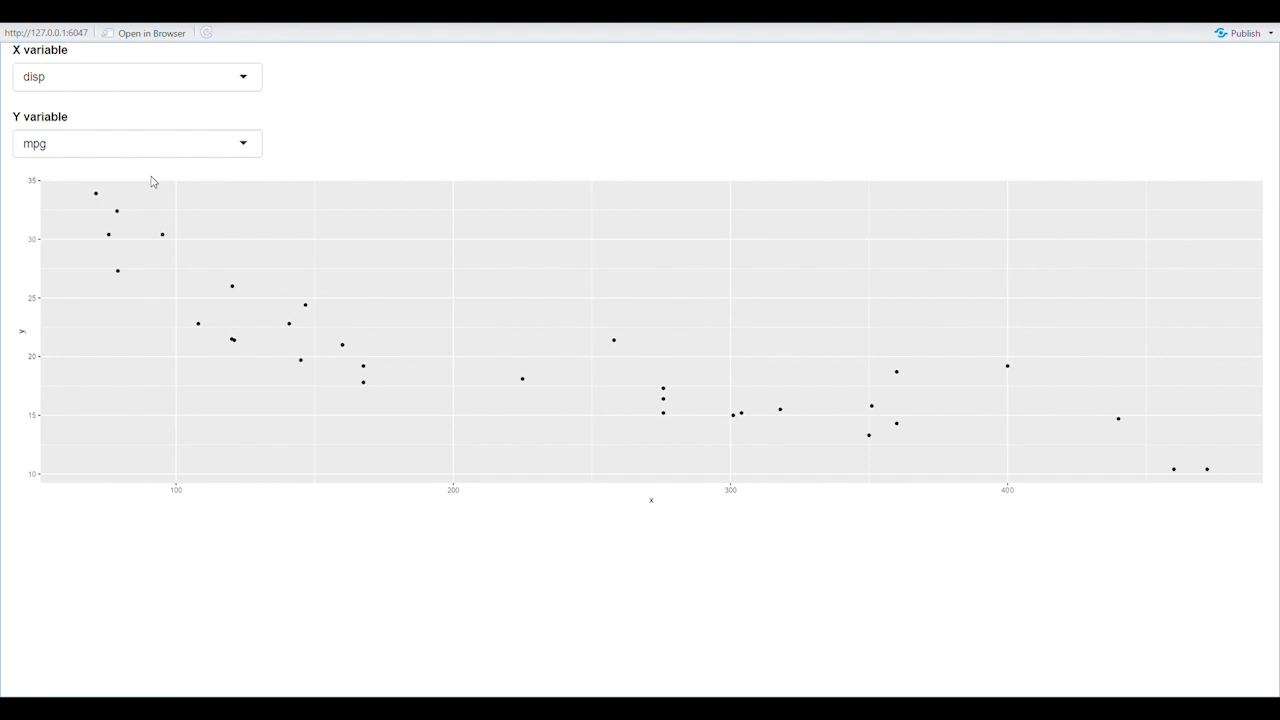 http://127.0.0.1:6047 Open in Browser Publish
X variable
disp
Y variable
mpg
35
30
25
y
20
15
10
100 200 300 400
x